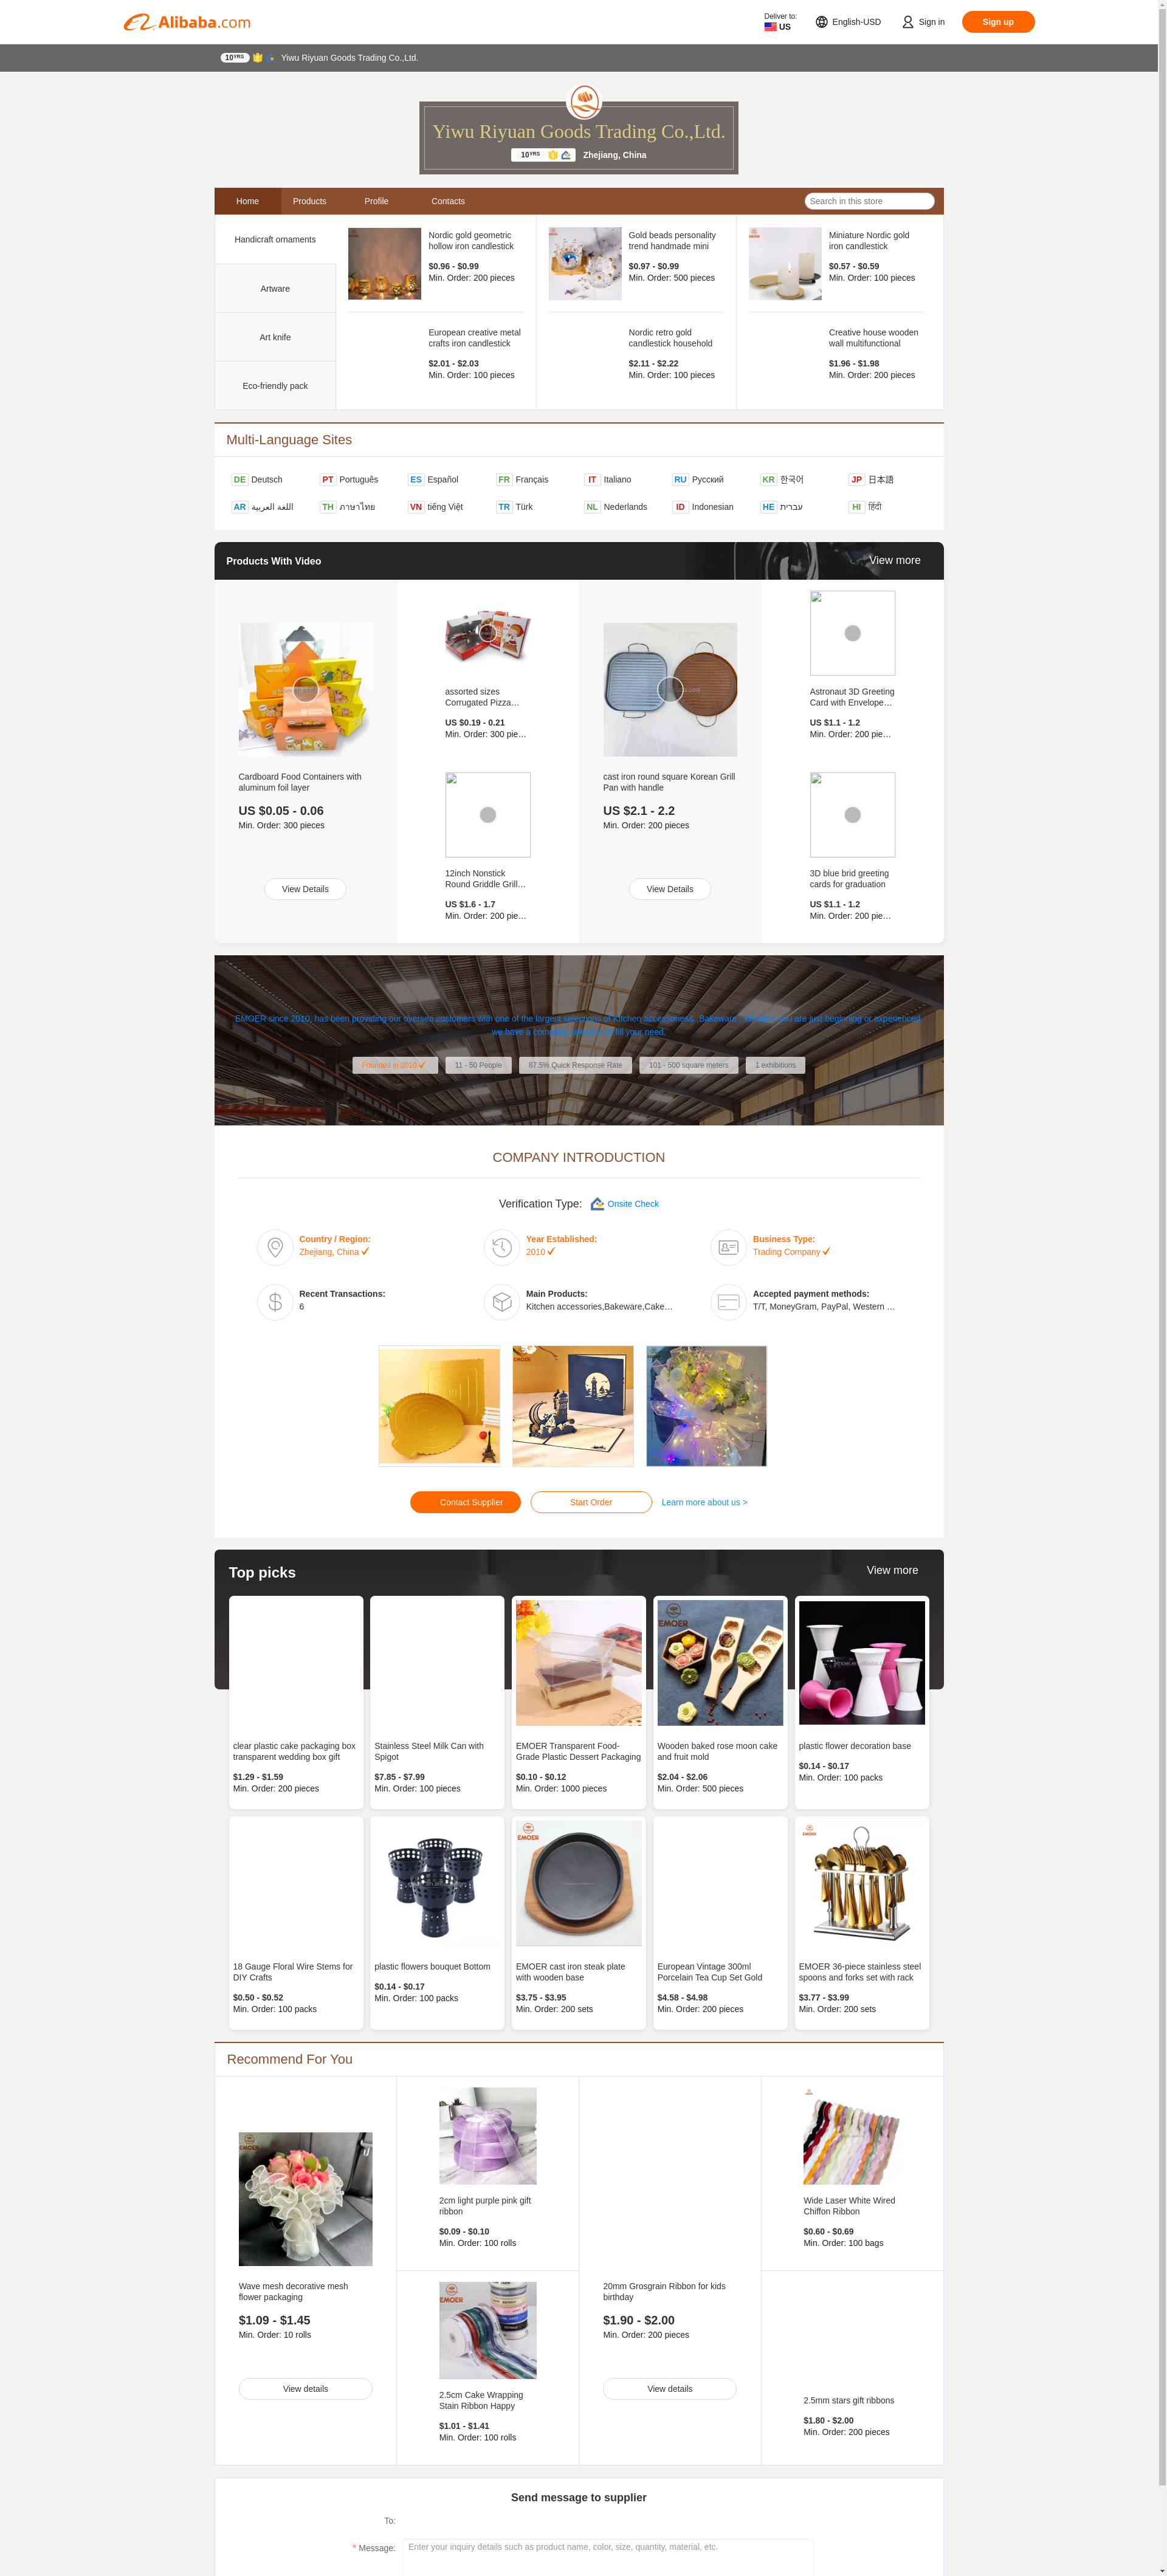 Alibaba.com
Deliver to:
US
English-USD
Sign in
Sign up
10YRS
Yiwu Riyuan Goods Trading Co.,Ltd.
Yiwu Riyuan Goods Trading Co.,Ltd.
10YRS
Zhejiang, China
Home
Products
Profile
Contacts
Search in this store
Handicraft ornaments
Artware
Art knife
Eco-friendly pack
Nordic gold geometric
hollow iron candlestick
$0.96 - $0.99
Min. Order: 200 pieces
Gold beads personality
trend handmade mini
$0.97 - $0.99
Min. Order: 500 pieces
Miniature Nordic gold
iron candlestick
$0.57 - $0.59
Min. Order: 100 pieces
European creative metal
crafts iron candlestick
$2.01 - $2.03
Min. Order: 100 pieces
Nordic retro gold
candlestick household
$2.11 - $2.22
Min. Order: 100 pieces
Creative house wooden
wall multifunctional
$1.96 - $1.98
Min. Order: 200 pieces
Multi-Language Sites
DE Deutsch
PT Português
ES Español
FR Français
IT Italiano
RU Русский
KR 한국어
JP 日本語
AR اللغة العربية
TH ภาษาไทย
VN tiếng Việt
TR Türk
NL Nederlands
ID Indonesian
HE עברית
HI हिंदी
Products With Video
View more
Cardboard Food Containers with
aluminum foil layer
US $0.05 - 0.06
Min. Order: 300 pieces
View Details
assorted sizes
Corrugated Pizza…
US $0.19 - 0.21
Min. Order: 300 pie…
12inch Nonstick
Round Griddle Grill…
US $1.6 - 1.7
Min. Order: 200 pie…
cast iron round square Korean Grill
Pan with handle
US $2.1 - 2.2
Min. Order: 200 pieces
View Details
Astronaut 3D Greeting
Card with Envelope…
US $1.1 - 1.2
Min. Order: 200 pie…
3D blue brid greeting
cards for graduation
US $1.1 - 1.2
Min. Order: 200 pie…
EMOER since 2010, has been providing our oversea customers with one of the largest selections of Kitchen accessories, ,Bakeware . Whether you are just beginning or experienced,
we have a complete product to fill your need.
Founded in 2010
11 - 50 People
87.5% Quick Response Rate
101 - 500 square meters
1 exhibitions
COMPANY INTRODUCTION
Verification Type:
Onsite Check
Country / Region:
Zhejiang, China
Year Established:
2010
Business Type:
Trading Company
Recent Transactions:
6
Main Products:
Kitchen accessories,Bakeware,Cake…
Accepted payment methods:
T/T, MoneyGram, PayPal, Western …
EMOER
Contact Supplier
Start Order
Learn more about us >
Top picks
View more
EMOER
EMOER
clear plastic cake packaging box
transparent wedding box gift
$1.29 - $1.59
Min. Order: 200 pieces
Stainless Steel Milk Can with
Spigot
$7.85 - $7.99
Min. Order: 100 pieces
EMOER Transparent Food-
Grade Plastic Dessert Packaging
$0.10 - $0.12
Min. Order: 1000 pieces
Wooden baked rose moon cake
and fruit mold
$2.04 - $2.06
Min. Order: 500 pieces
plastic flower decoration base
$0.14 - $0.17
Min. Order: 100 packs
EMOER
EMOER
18 Gauge Floral Wire Stems for
DIY Crafts
$0.50 - $0.52
Min. Order: 100 packs
plastic flowers bouquet Bottom
$0.14 - $0.17
Min. Order: 100 packs
EMOER cast iron steak plate
with wooden base
$3.75 - $3.95
Min. Order: 200 sets
European Vintage 300ml
Porcelain Tea Cup Set Gold
$4.58 - $4.98
Min. Order: 200 pieces
EMOER 36-piece stainless steel
spoons and forks set with rack
$3.77 - $3.99
Min. Order: 200 sets
Recommend For You
EMOER
Wave mesh decorative mesh
flower packaging
$1.09 - $1.45
Min. Order: 10 rolls
View details
2cm light purple pink gift
ribbon
$0.09 - $0.10
Min. Order: 100 rolls
EMOER
2.5cm Cake Wrapping
Stain Ribbon Happy
$1.01 - $1.41
Min. Order: 100 rolls
20mm Grosgrain Ribbon for kids
birthday
$1.90 - $2.00
Min. Order: 200 pieces
View details
Wide Laser White Wired
Chiffon Ribbon
$0.60 - $0.69
Min. Order: 100 bags
2.5mm stars gift ribbons
$1.80 - $2.00
Min. Order: 200 pieces
Send message to supplier
To:
* Message:
Enter your inquiry details such as product name, color, size, quantity, material, etc.